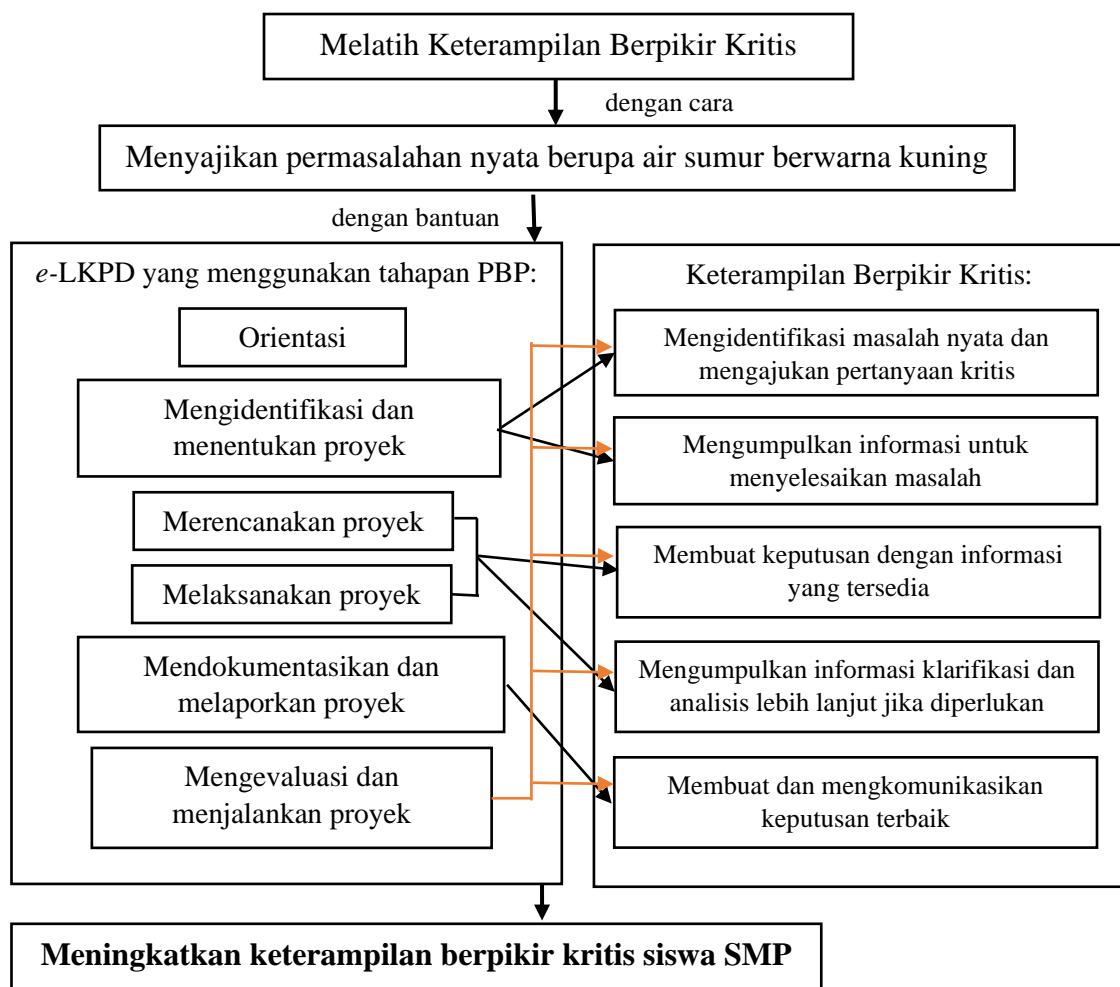 Melatih Keterampilan Berpikir Kritis
dengan cara
Menyajikan permasalahan nyata berupa air sumur berwarna kuning
dengan bantuan
e-LKPD yang menggunakan tahapan PBP:
Orientasi
Mengidentifikasi dan
menentukan proyek
Merencanakan proyek
Melaksanakan proyek
Mendokumentasikan dan
melaporkan proyek
Mengevaluasi dan
menjalankan proyek
Keterampilan Berpikir Kritis:
Mengidentifikasi masalah nyata dan
mengajukan pertanyaan kritis
Mengumpulkan informasi untuk
menyelesaikan masalah
Membuat keputusan dengan informasi
yang tersedia
Mengumpulkan informasi klarifikasi dan
analisis lebih lanjut jika diperlukan
Membuat dan mengkomunikasikan
keputusan terbaik
Meningkatkan keterampilan berpikir kritis siswa SMP